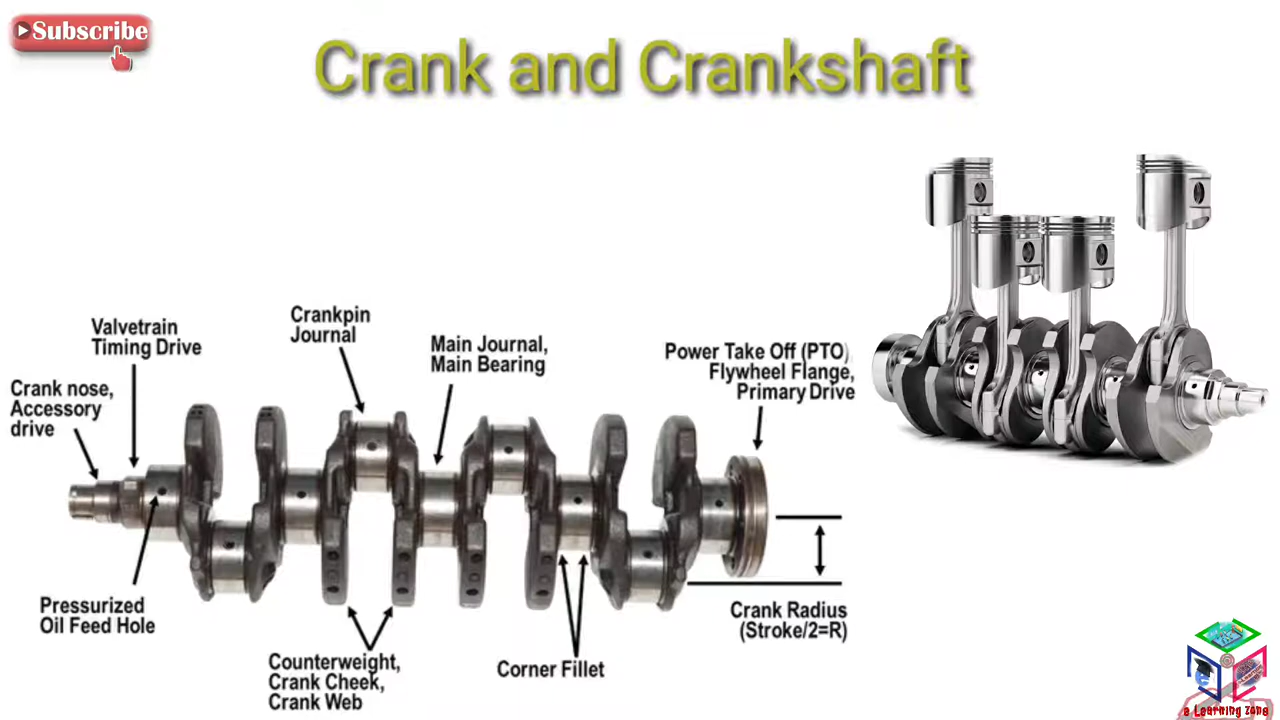 Subscribe
Crank and Crankshaft
Valvetrain
Timing Drive
Crankpin
Journal
Main Journal,
Main Bearing
Power Take Off (PTO)
Flywheel Flange,
Primary Drive
Crank nose,
Accessory
drive
Pressurized
Oil Feed Hole
Counterweight,
Crank Cheek,
Crank Web
Corner Fillet
Crank Radius
(Stroke/2=R)
e Learning zone